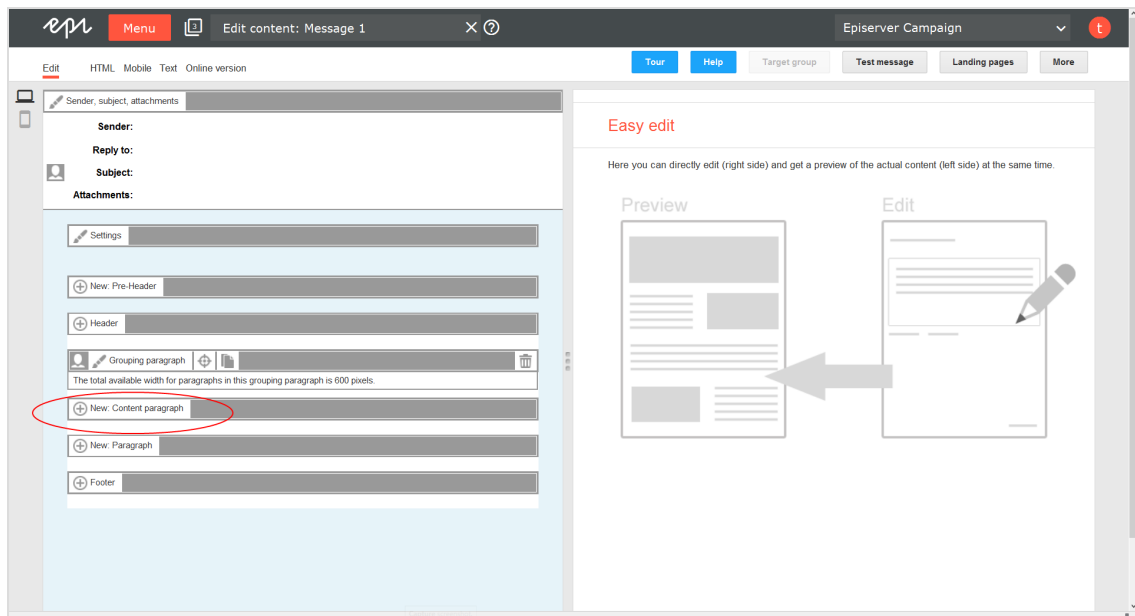 epi Menu 3 Edit content: Message 1 Episerver Campaign t
Edit HTML Mobile Text Online version Tour Help Target group Test message Landing pages More
Sender, subject, attachments
Sender:
Reply to:
Subject:
Attachments:
Settings
New: Pre-Header
Header
Grouping paragraph
The total available width for paragraphs in this grouping paragraph is 600 pixels.
New: Content paragraph
New: Paragraph
Footer
Easy edit
Here you can directly edit (right side) and get a preview of the actual content (left side) at the same time.
Preview Edit